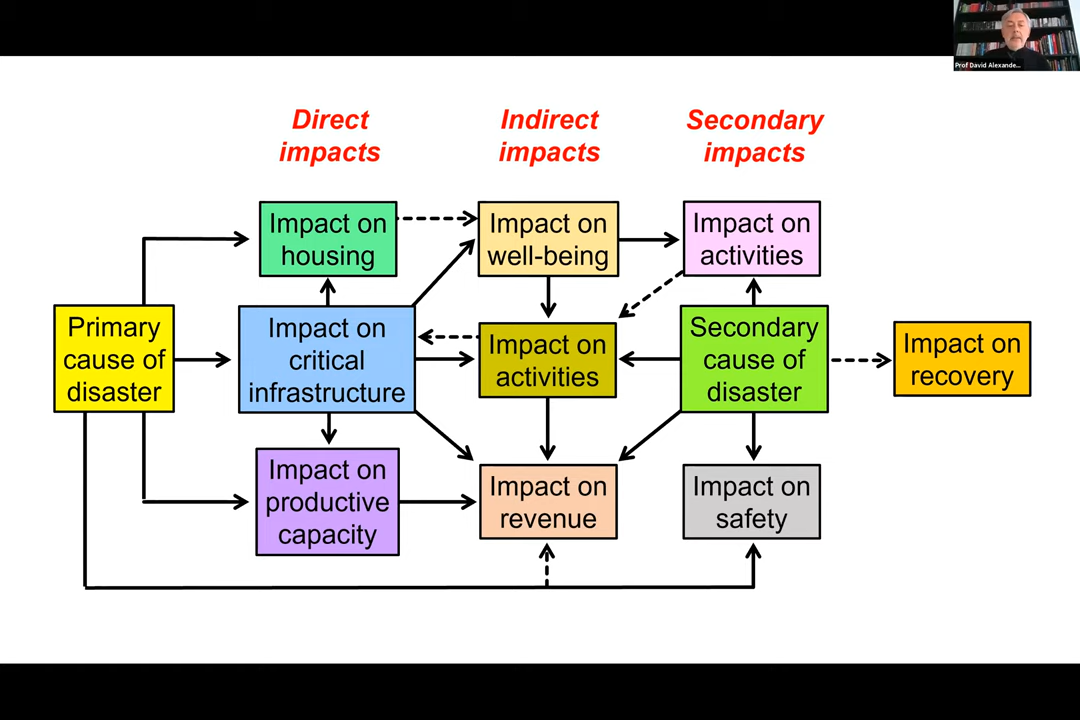 Prof David Alexande...
Direct
impacts
Indirect
impacts
Secondary
impacts
Impact on
housing
Impact on
well-being
Impact on
activities
Primary
cause of
disaster
Impact on
critical
infrastructure
Impact on
activities
Secondary
cause of
disaster
Impact on
recovery
Impact on
productive
capacity
Impact on
revenue
Impact on
safety